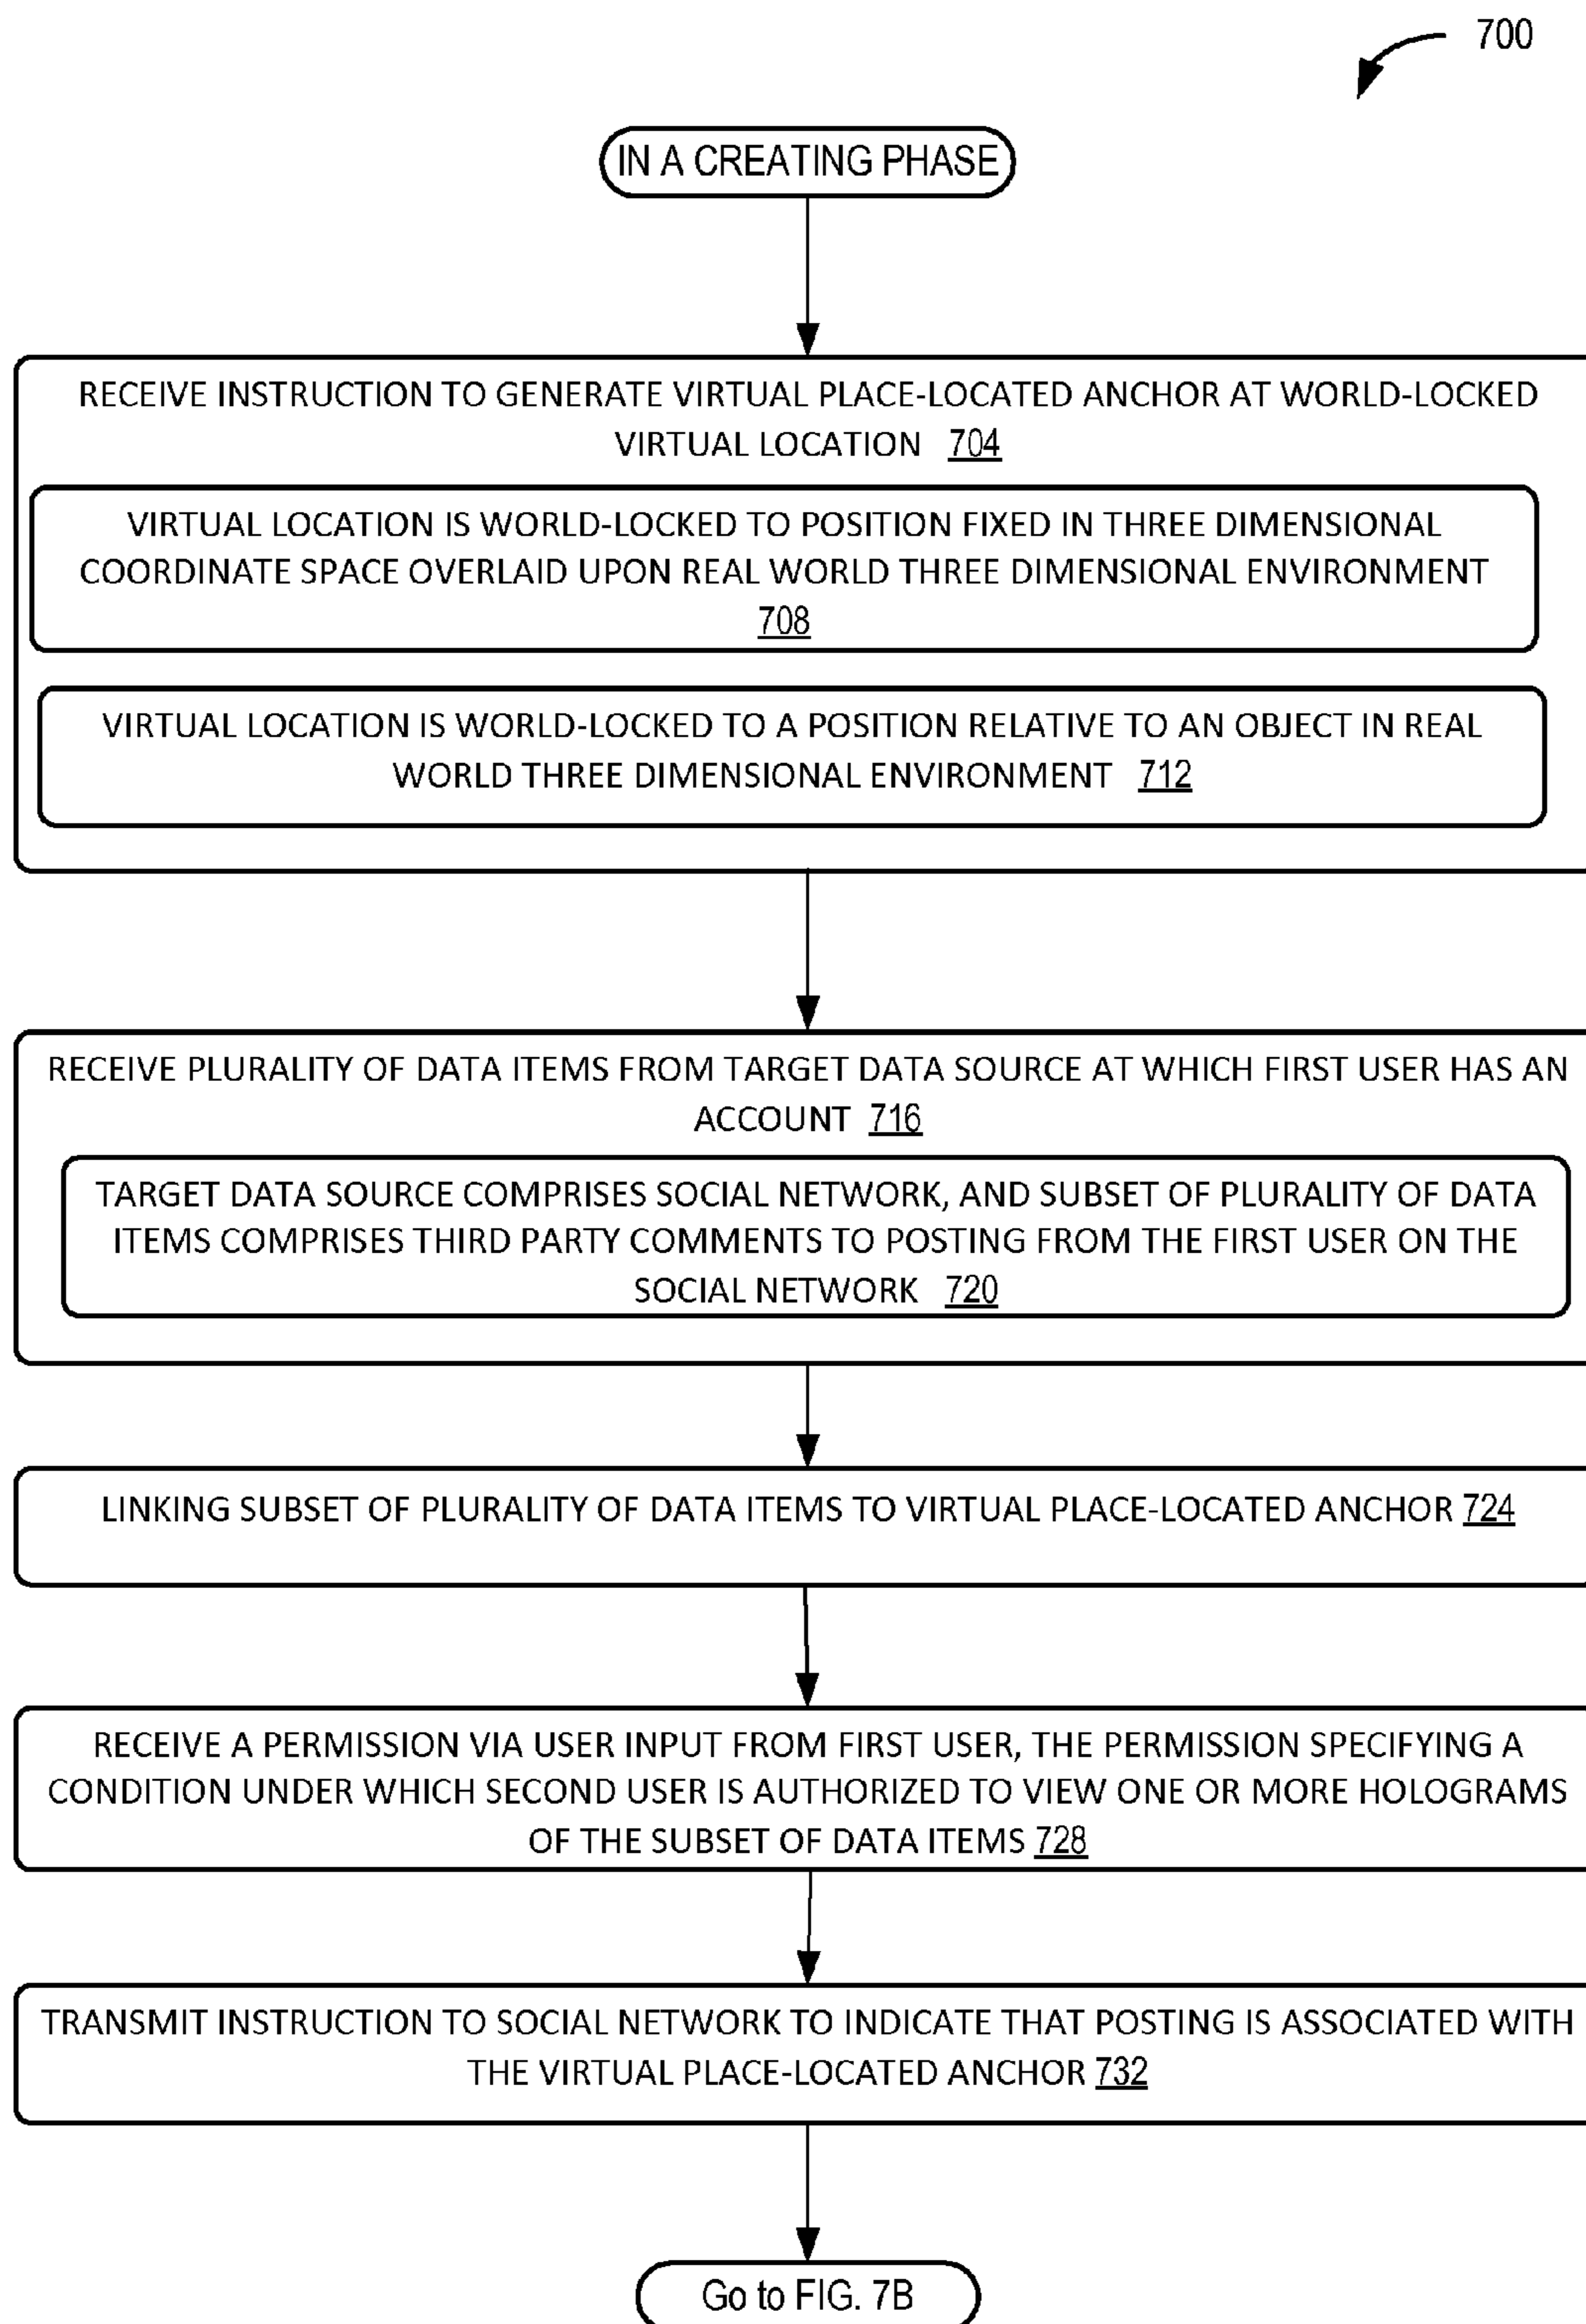 700
IN A CREATING PHASE
RECEIVE INSTRUCTION TO GENERATE VIRTUAL PLACE-LOCATED ANCHOR AT WORLD-LOCKED
VIRTUAL LOCATION 704
VIRTUAL LOCATION IS WORLD-LOCKED TO POSITION FIXED IN THREE DIMENSIONAL
COORDINATE SPACE OVERLAID UPON REAL WORLD THREE DIMENSIONAL ENVIRONMENT
708
VIRTUAL LOCATION IS WORLD-LOCKED TO A POSITION RELATIVE TO AN OBJECT IN REAL
WORLD THREE DIMENSIONAL ENVIRONMENT 712
RECEIVE PLURALITY OF DATA ITEMS FROM TARGET DATA SOURCE AT WHICH FIRST USER HAS AN
ACCOUNT 716
TARGET DATA SOURCE COMPRISES SOCIAL NETWORK, AND SUBSET OF PLURALITY OF DATA
ITEMS COMPRISES THIRD PARTY COMMENTS TO POSTING FROM THE FIRST USER ON THE
SOCIAL NETWORK 720
LINKING SUBSET OF PLURALITY OF DATA ITEMS TO VIRTUAL PLACE-LOCATED ANCHOR 724
RECEIVE A PERMISSION VIA USER INPUT FROM FIRST USER, THE PERMISSION SPECIFYING A
CONDITION UNDER WHICH SECOND USER IS AUTHORIZED TO VIEW ONE OR MORE HOLOGRAMS
OF THE SUBSET OF DATA ITEMS 728
TRANSMIT INSTRUCTION TO SOCIAL NETWORK TO INDICATE THAT POSTING IS ASSOCIATED WITH
THE VIRTUAL PLACE-LOCATED ANCHOR 732
Go to FIG. 7B